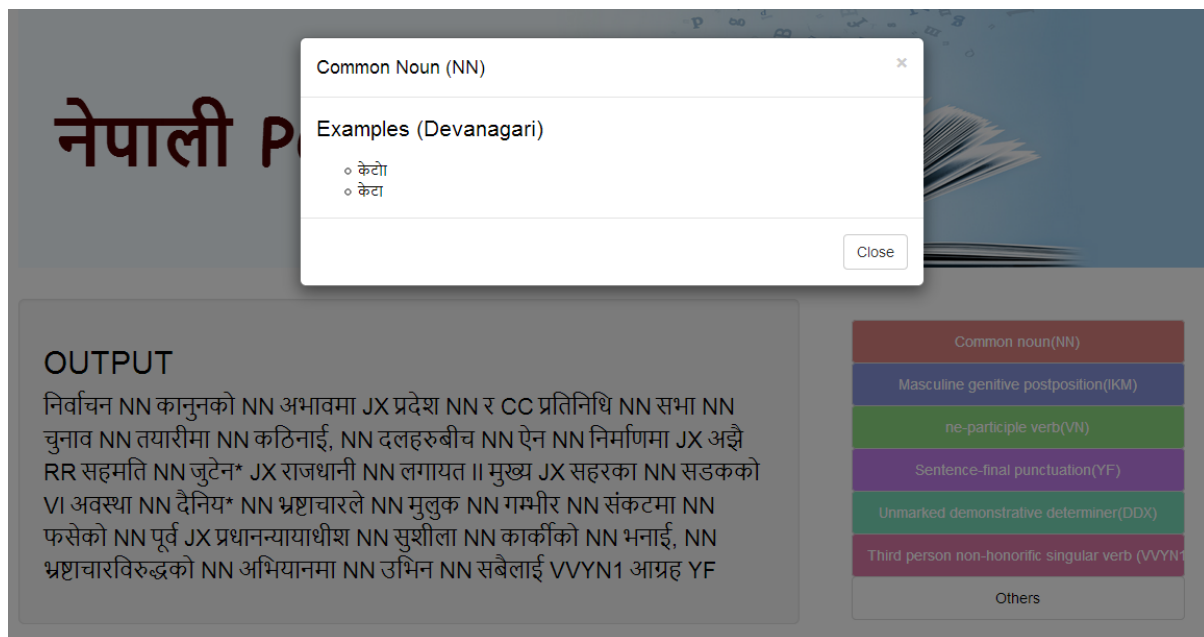 नेपाली
Common Noun (NN)
×
Examples (Devanagari)
केटाे
केटा
Close
OUTPUT
निर्वाचन NN कानुनको NN अभावमा JX प्रदेश NN र CC प्रतिनिधि NN सभा NN
चुनाव NN तयारीमा NN कठिनाई, NN दलहरुबीच NN ऐन NN निर्माणमा JX अझै
RR सहमति NN जुटेन* JX राजधानी NN लगायत II मुख्य JX सहरका NN सडकको
VI अवस्था NN दैनिय* NN भ्रष्टाचारले NN मुलुक NN गम्भीर NN संकटमा NN
फसेको NN पूर्व JX प्रधानन्यायाधीश NN सुशीला NN कार्कीको NN भनाई, NN
भ्रष्टाचारविरुद्धको NN अभियानमा NN उभिन NN सबैलाई VVYN1 आग्रह YF
Common noun(NN)
Masculine genitive postposition(IKM)
ne-participle verb(VN)
Sentence-final punctuation(YF)
Unmarked demonstrative determiner(DDX)
Third person non-honorific singular verb (VVYN1
Others